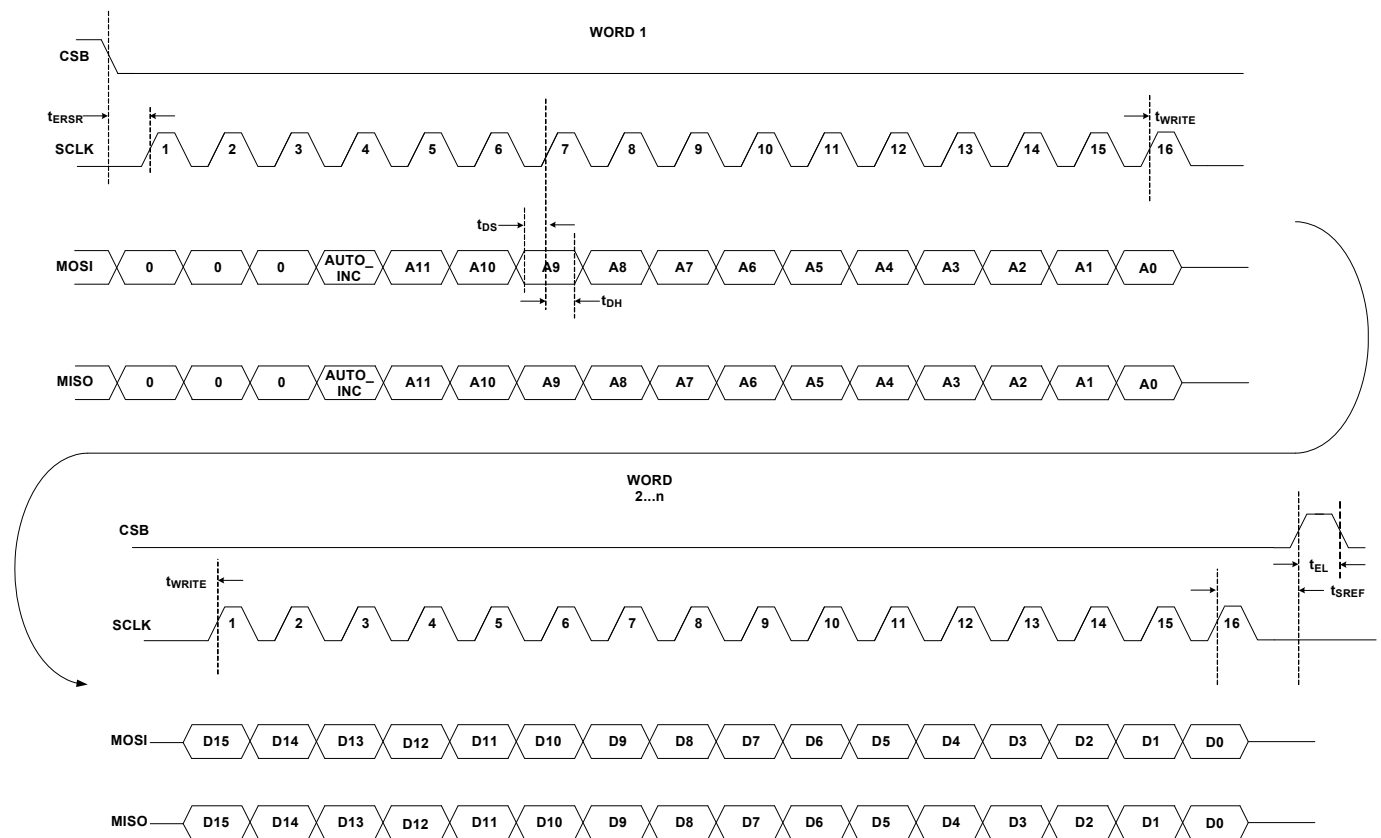 WORD 1
CSB
tERSR
tWRITE
SCLK 1 2 3 4 5 6 7 8 9 10 11 12 13 14 15 16
tDS
MOSI 0 0 0 AUTO_INC A11 A10 A9 A8 A7 A6 A5 A4 A3 A2 A1 A0
tDH
MISO 0 0 0 AUTO_INC A11 A10 A9 A8 A7 A6 A5 A4 A3 A2 A1 A0
WORD
2...n
CSB
tEL
tWRITE
tSREF
SCLK 1 2 3 4 5 6 7 8 9 10 11 12 13 14 15 16
MOSI D15 D14 D13 D12 D11 D10 D9 D8 D7 D6 D5 D4 D3 D2 D1 D0
MISO D15 D14 D13 D12 D11 D10 D9 D8 D7 D6 D5 D4 D3 D2 D1 D0